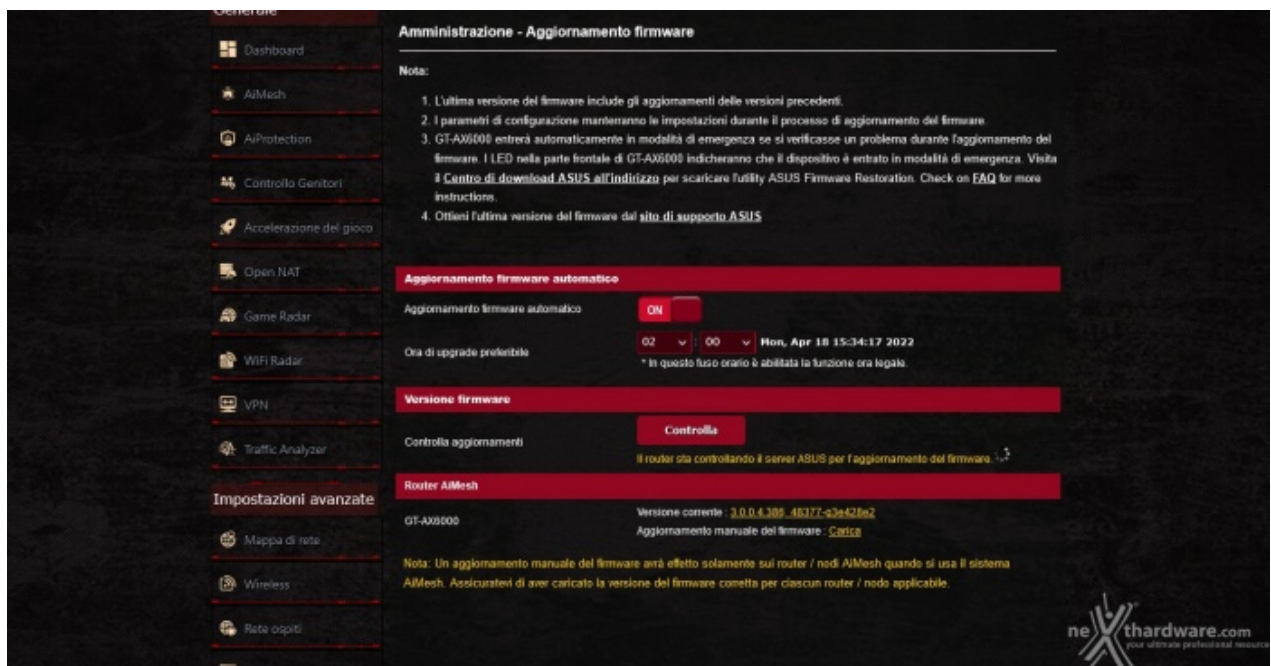 Generale
Dashboard
AiMesh
AiProtection
Controllo Genitori
Accelerazione del gioco
Open NAT
Game Radar
WiFi Radar
VPN
Traffic Analyzer
Impostazioni avanzate
Mappa di rete
Wireless
Rete ospiti
Amministrazione - Aggiornamento firmware
Nota:
1. L'ultima versione del firmware include gli aggiornamenti delle versioni precedenti.
2. I parametri di configurazione manterranno le impostazioni durante il processo di aggiornamento del firmware.
3. GT-AX6000 entrerà automaticamente in modalità di emergenza se si verificasse un problema durante l'aggiornamento del
firmware. I LED nella parte frontale di GT-AX6000 indicheranno che il dispositivo è entrato in modalità di emergenza. Visita
il Centro di download ASUS all'indirizzo per scaricare l'utility ASUS Firmware Restoration. Check on FAQ for more
instructions.
4. Ottieni l'ultima versione del firmware dal sito di supporto ASUS
Aggiornamento firmware automatico
Aggiornamento firmware automatico ON
Ora di upgrade preferibile 02 : 00 Mon, Apr 18 15:34:17 2022
* In questo fuso orario è abilitata la funzione ora legale.
Versione firmware
Controlla aggiornamenti Controlla
Il router sta controllando il server ASUS per l'aggiornamento del firmware.
Router AiMesh
GT-AX6000 Versione corrente : 3.0.0.4.386_48377-g3e428e2
Aggiornamento manuale del firmware : Carica
Nota: Un aggiornamento manuale del firmware avrà effetto solamente sui router / nodi AiMesh quando si usa il sistema
AiMesh. Assicuratevi di aver caricato la versione del firmware corretta per ciascun router / nodo applicabile.
nexthardware.com
your ultimate professional resource